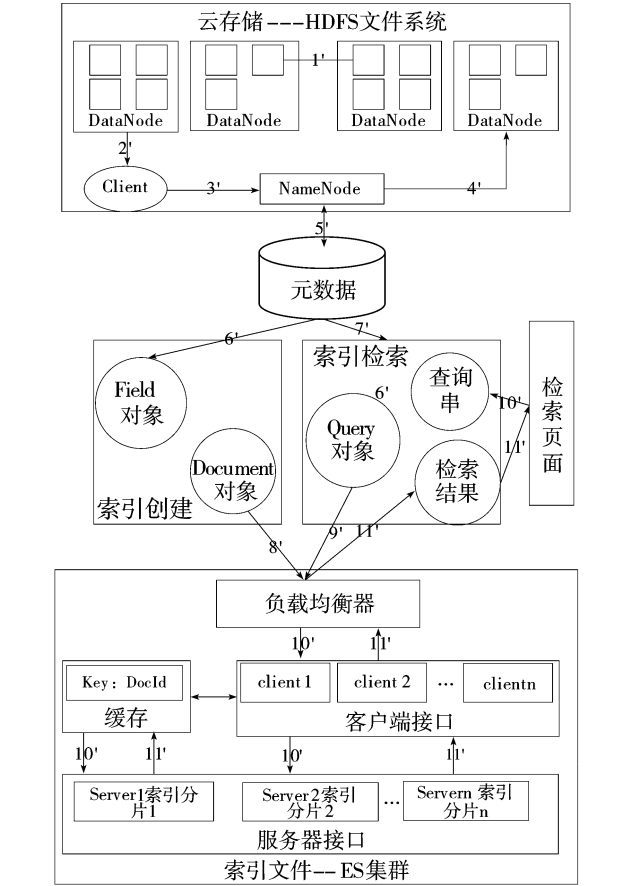 云存储---HDFS文件系统
1'
DataNode
DataNode
DataNode
DataNode
2'
Client
3'
NameNode
4'
5'
元数据
6'
7'
索引检索
Field
对象
查询
串
6'
10'
检索页面
Query
对象
11'
Document
对象
检索
结果
索引创建
8'
9'
11'
负载均衡器
10'
11'
Key：DocId
client 1
client 2
...
clientn
缓存
客户端接口
10'
11'
10'
11'
Server1索引分
片1
Server2索引
分片2
...
Servern 索引
分片n
服务器接口
索引文件--ES集群